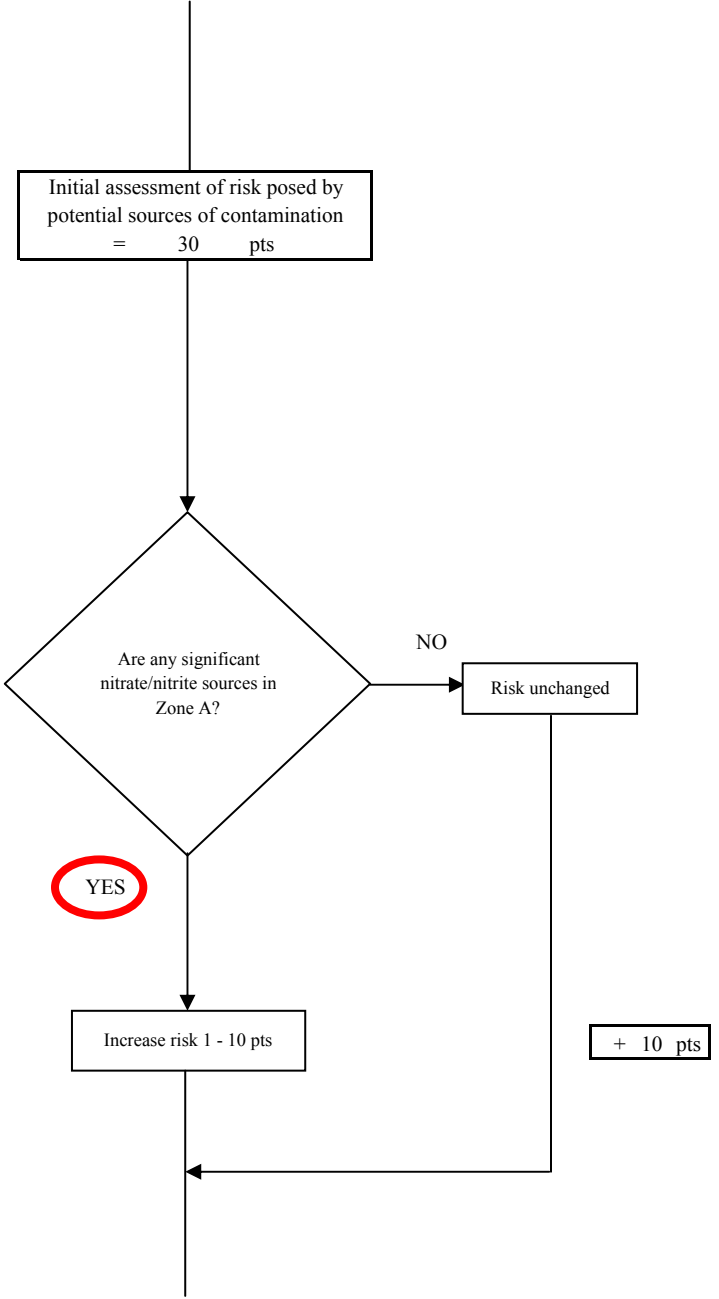 Initial assessment of risk posed by
potential sources of contamination
= 30 pts
Are any significant
nitrate/nitrite sources in
Zone A?
NO
Risk unchanged
YES
Increase risk 1 - 10 pts
+ 10 pts